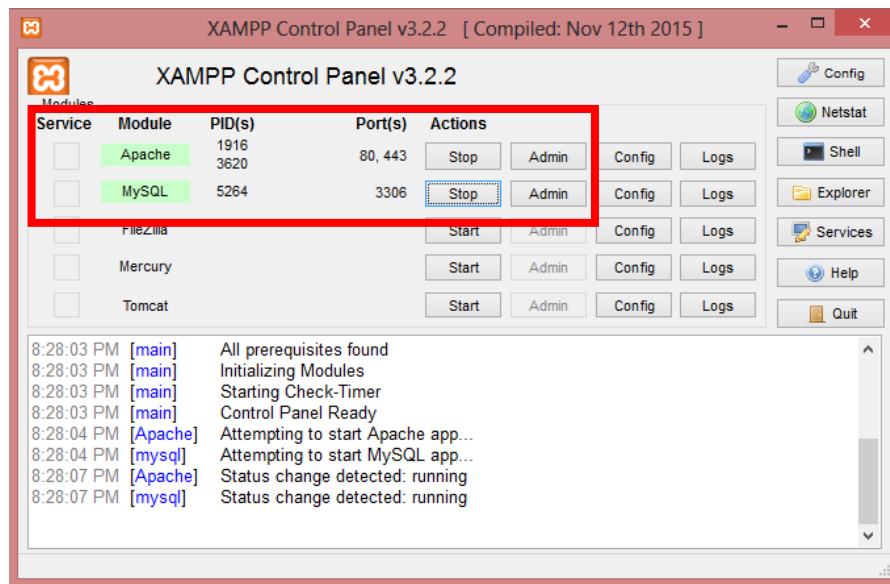 XAMPP Control Panel v3.2.2 [ Compiled: Nov 12th 2015 ]
XAMPP Control Panel v3.2.2
Config
Modules
Netstat
Service Module PID(s) Port(s) Actions
Apache 1916 3620 80, 443 Stop Admin Config Logs
Shell
MySQL 5264 3306 Stop Admin Config Logs
Explorer
FileZilla Start Admin Config Logs
Services
Mercury Start Admin Config Logs
Help
Tomcat Start Admin Config Logs
Quit
8:28:03 PM [main] All prerequisites found
8:28:03 PM [main] Initializing Modules
8:28:03 PM [main] Starting Check-Timer
8:28:03 PM [main] Control Panel Ready
8:28:04 PM [Apache] Attempting to start Apache app...
8:28:04 PM [mysql] Attempting to start MySQL app...
8:28:07 PM [Apache] Status change detected: running
8:28:07 PM [mysql] Status change detected: running